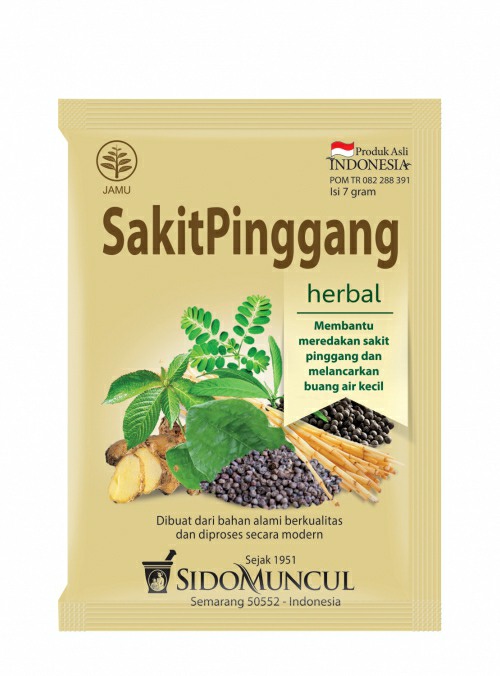 JAMU
Produk Asli
INDONESIA
POM TR 082 288 391
Isi 7 gram
SakitPinggang
herbal
Membantu
meredakan sakit
pinggang dan
melancarkan
buang air kecil
Dibuat dari bahan alami berkualitas
dan diproses secara modern
Sejak 1951
SIDOMUNCUL
Semarang 50552 - Indonesia